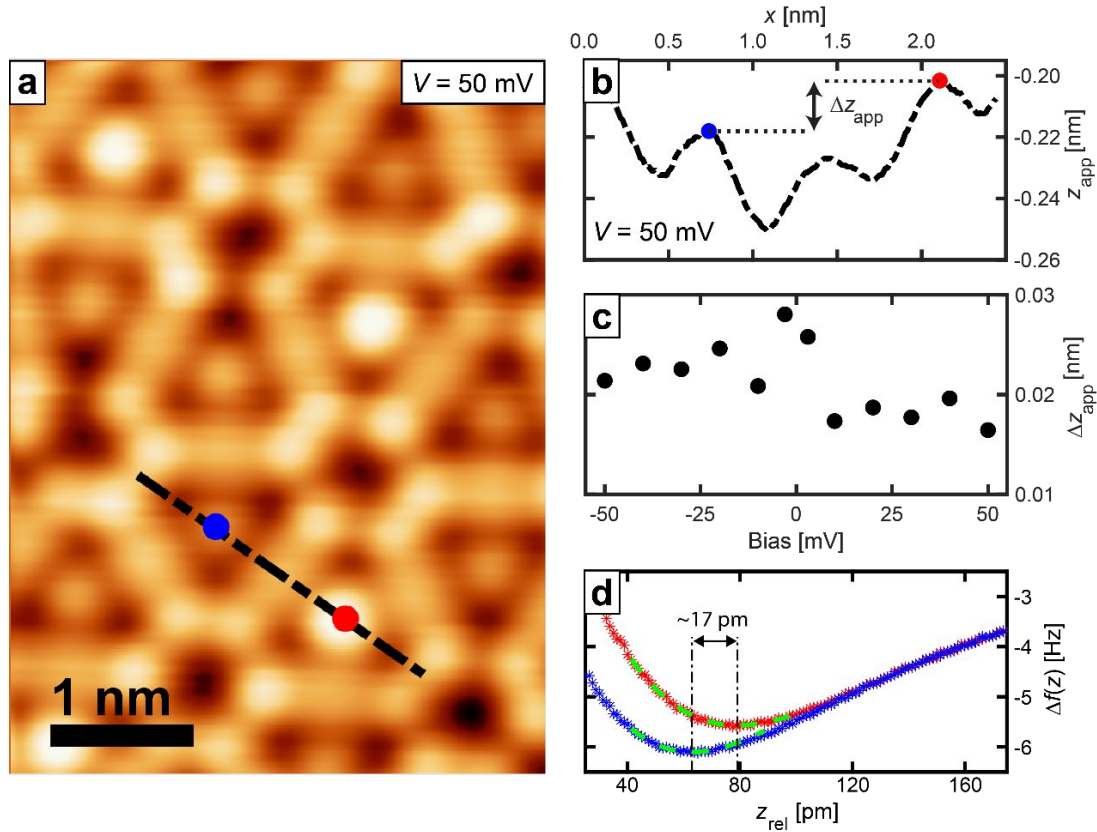 a
V = 50 mV
1 nm
x [nm]
0.0 0.5 1.0 1.5 2.0
b
Δz_app
V = 50 mV
-0.20
-0.22
-0.24
-0.26
z_app [nm]
c
0.03
0.02
0.01
Δz_app [nm]
-50 -25 0 25 50
Bias [mV]
d
~17 pm
-3
-4
-5
-6
Δf(z) [Hz]
40 80 120 160
z_rel [pm]